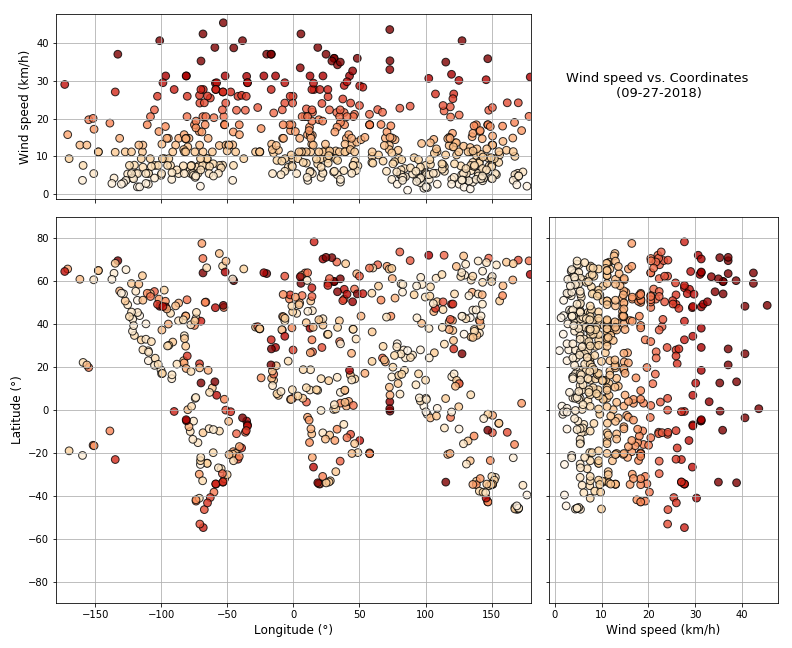 Wind speed vs. Coordinates
(09-27-2018)
Wind speed (km/h)
40
30
20
10
0
Latitude (°)
80
60
40
20
0
−20
−40
−60
−80
−150 −100 −50 0 50 100 150
Longitude (°)
0 10 20 30 40
Wind speed (km/h)